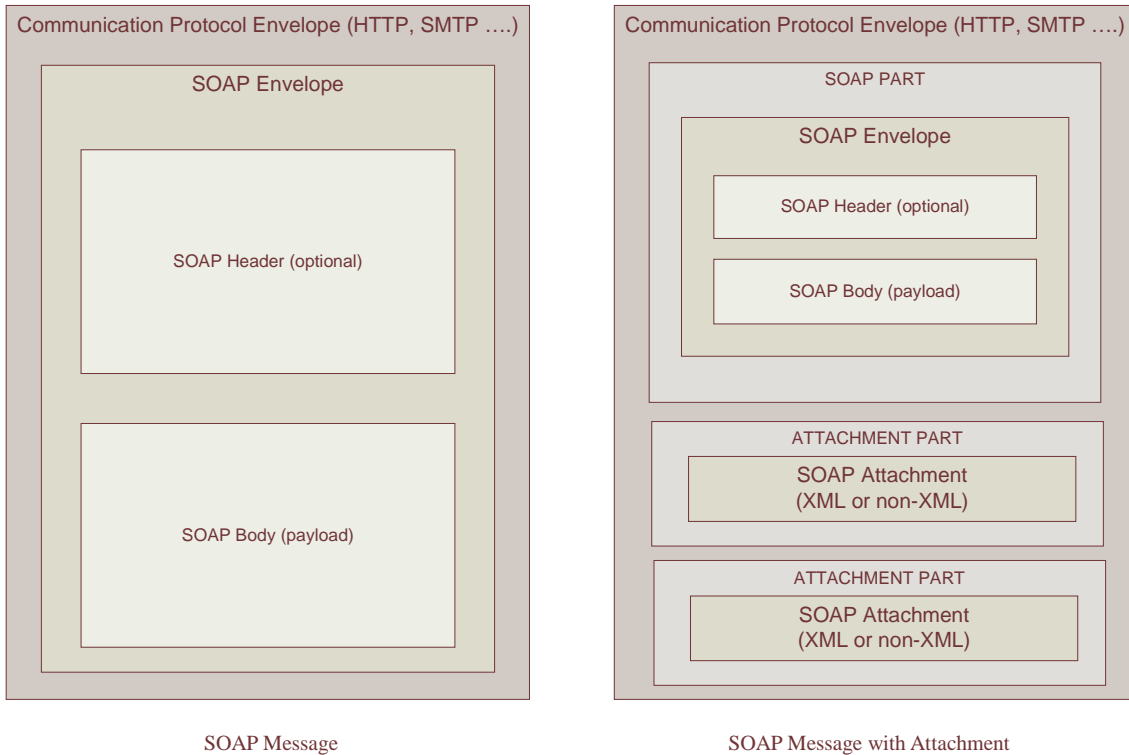 Communication Protocol Envelope (HTTP, SMTP ….)
SOAP Envelope
SOAP Header (optional)
SOAP Body (payload)
SOAP Message
Communication Protocol Envelope (HTTP, SMTP ….)
SOAP PART
SOAP Envelope
SOAP Header (optional)
SOAP Body (payload)
ATTACHMENT PART
SOAP Attachment
(XML or non-XML)
ATTACHMENT PART
SOAP Attachment
(XML or non-XML)
SOAP Message with Attachment